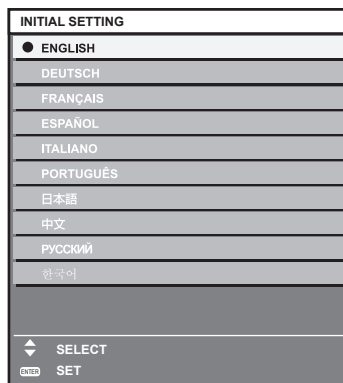 INITIAL SETTING
ENGLISH
DEUTSCH
FRANÇAIS
ESPAÑOL
ITALIANO
PORTUGUÊS
日本語
中文
РУССКИЙ
한국어
SELECT
ENTER SET